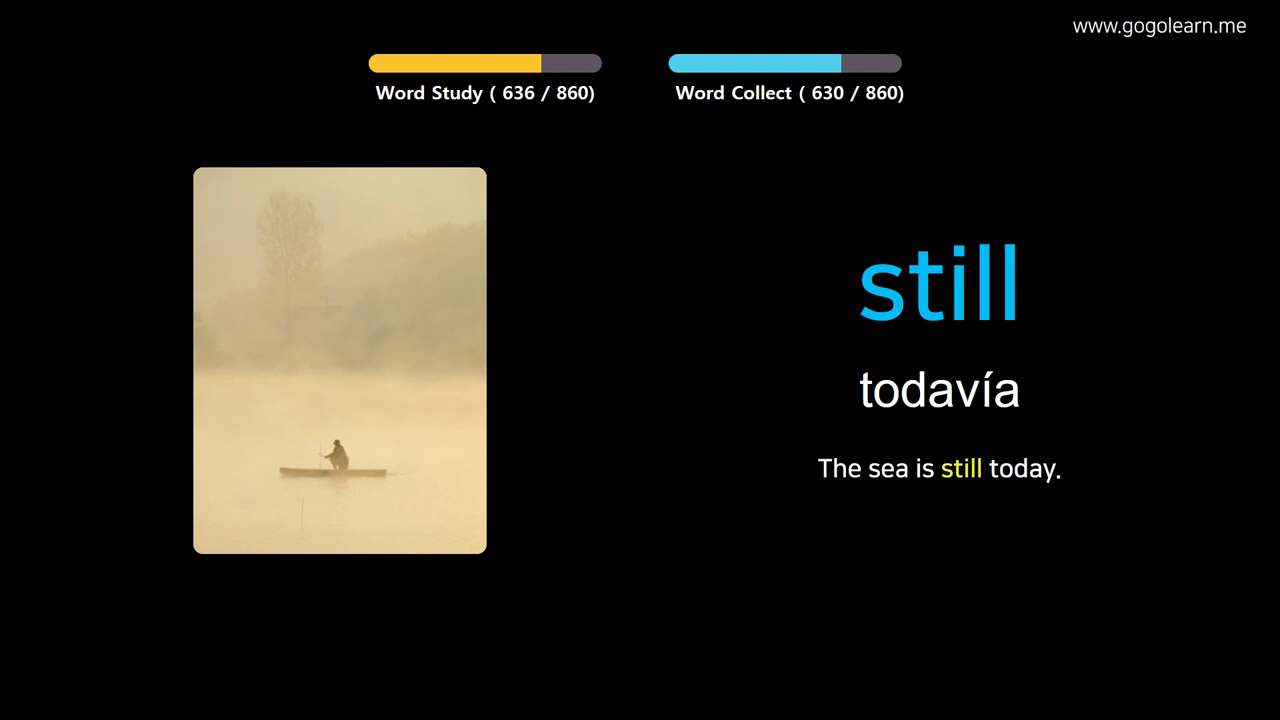 www.gogolearn.me
Word Study ( 636 / 860)
Word Collect ( 630 / 860)
still
todavía
The sea is still today.